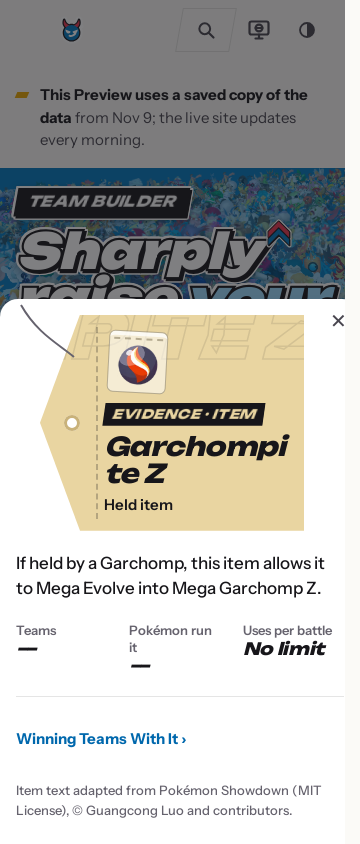 This Preview uses a saved copy of the
data from Nov 9; the live site updates
every morning.
TEAM BUILDER
Sharply
raise your
EVIDENCE · ITEM
Garchompi
te Z
Held item
If held by a Garchomp, this item allows it
to Mega Evolve into Mega Garchomp Z.
Teams
—
Pokémon run
it
—
Uses per battle
No limit
Winning Teams With It ›
Item text adapted from Pokémon Showdown (MIT
License), © Guangcong Luo and contributors.